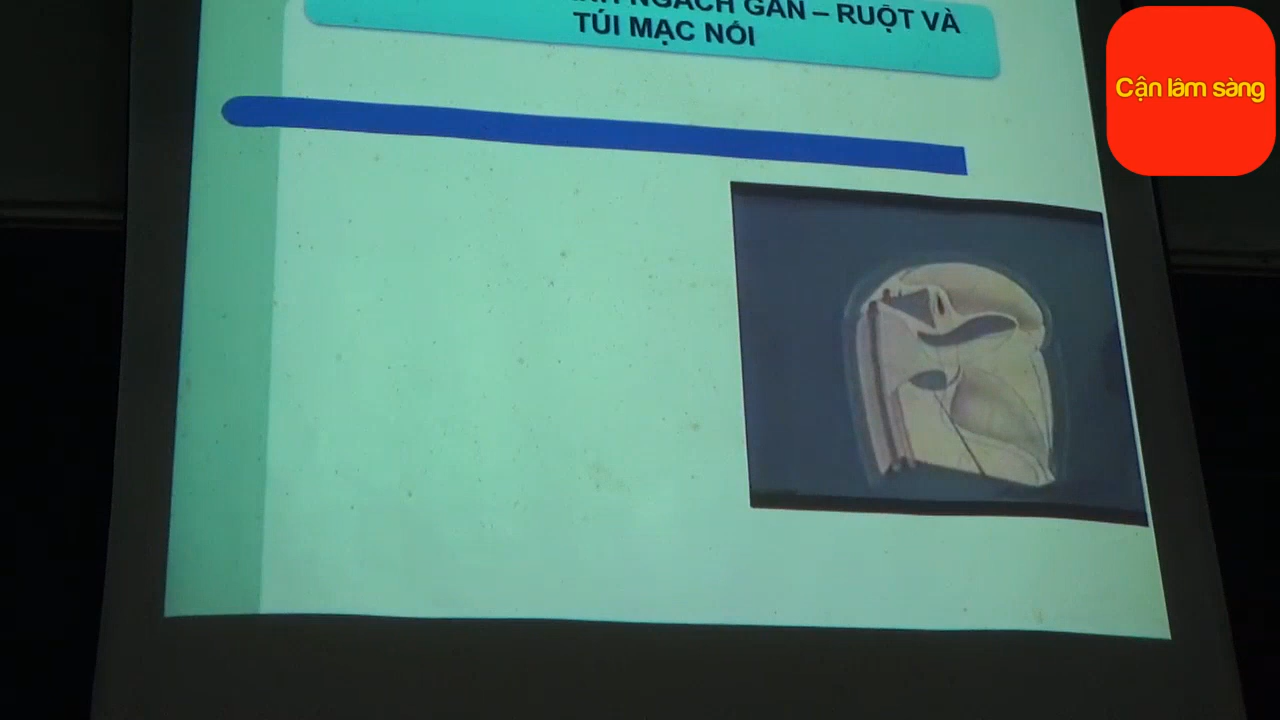 NGÁCH GAN – RUỘT VÀ
TÚI MẠC NỐI
Cận lâm sàng